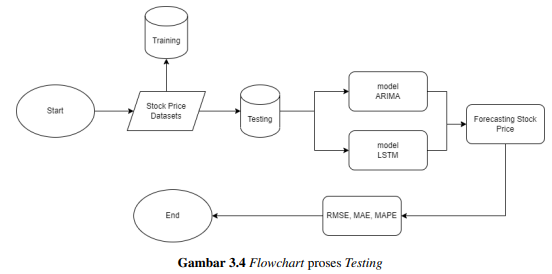 Training
Start
Stock Price
Datasets
Testing
model
ARIMA
model
LSTM
Forecasting Stock
Price
RMSE, MAE, MAPE
End
Gambar 3.4 Flowchart proses Testing